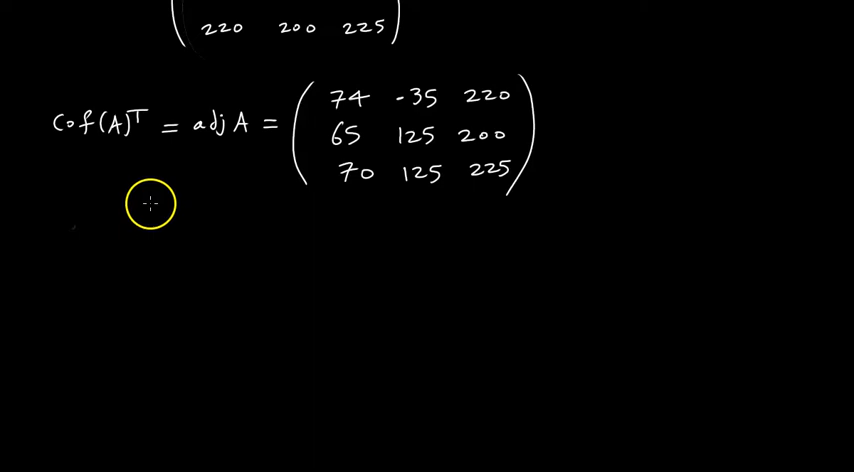 220 200 225
Cof(A)ᵀ = adj A =
74 -35 220
65 125 200
70 125 225